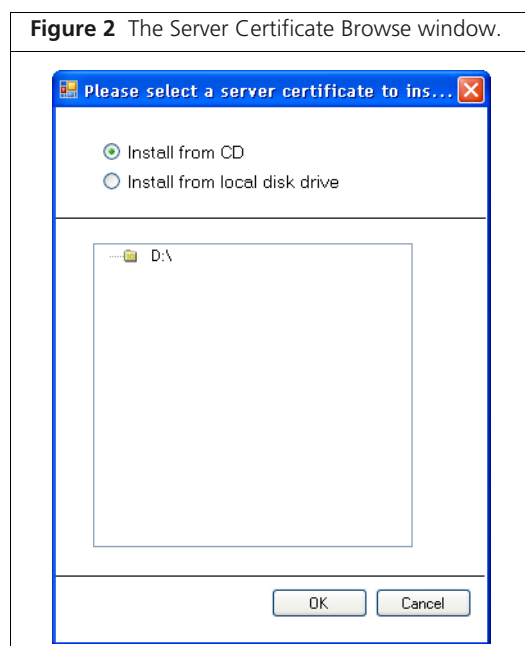 Figure 2 The Server Certificate Browse window.
Please select a server certificate to ins...
Install from CD
Install from local disk drive
D:\
OK Cancel